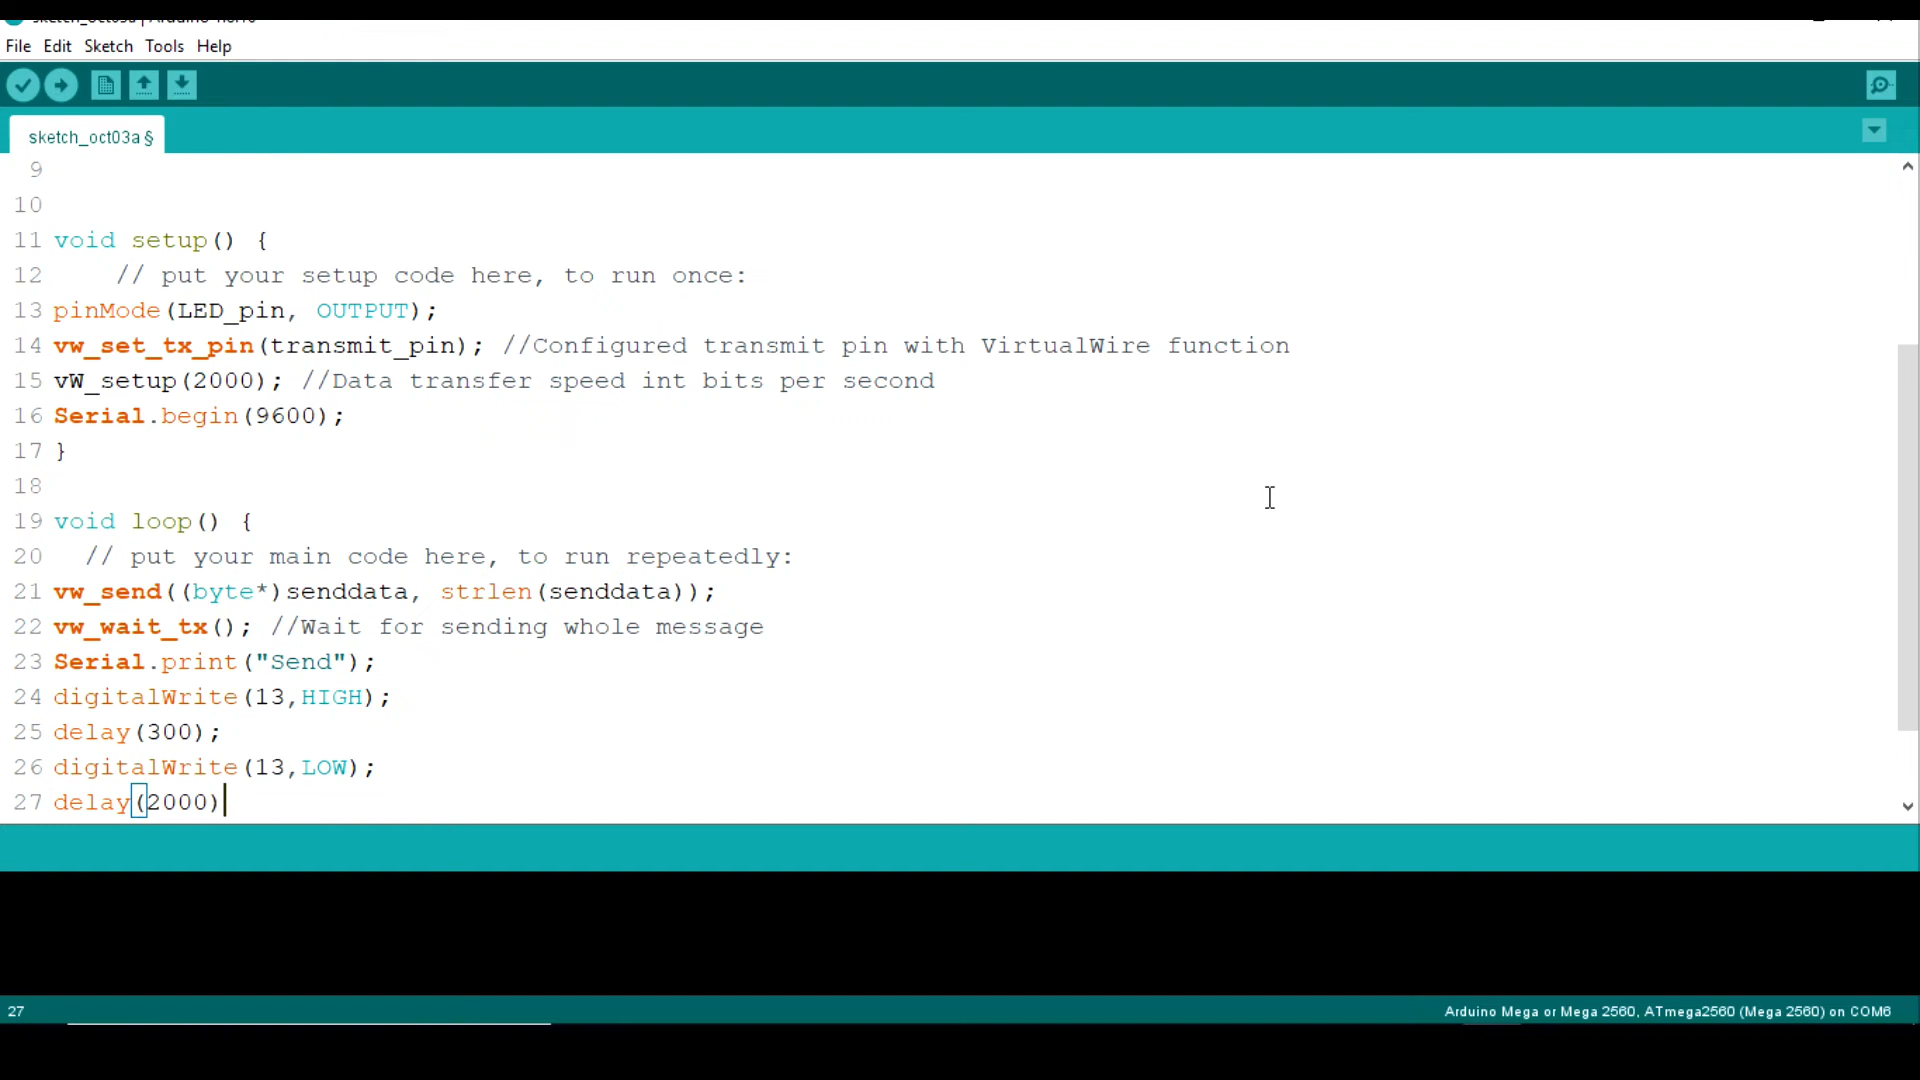 File Edit Sketch Tools Help
sketch_oct03a §
9
10
11 void setup() {
12 // put your setup code here, to run once:
13 pinMode(LED_pin, OUTPUT);
14 vw_set_tx_pin(transmit_pin); //Configured transmit pin with VirtualWire function
15 vW_setup(2000); //Data transfer speed int bits per second
16 Serial.begin(9600);
17 }
18
19 void loop() {
20 // put your main code here, to run repeatedly:
21 vw_send((byte*)senddata, strlen(senddata));
22 vw_wait_tx(); //Wait for sending whole message
23 Serial.print("Send");
24 digitalWrite(13,HIGH);
25 delay(300);
26 digitalWrite(13,LOW);
27 delay(2000)
27
Arduino Mega or Mega 2560, ATmega2560 (Mega 2560) on COM6